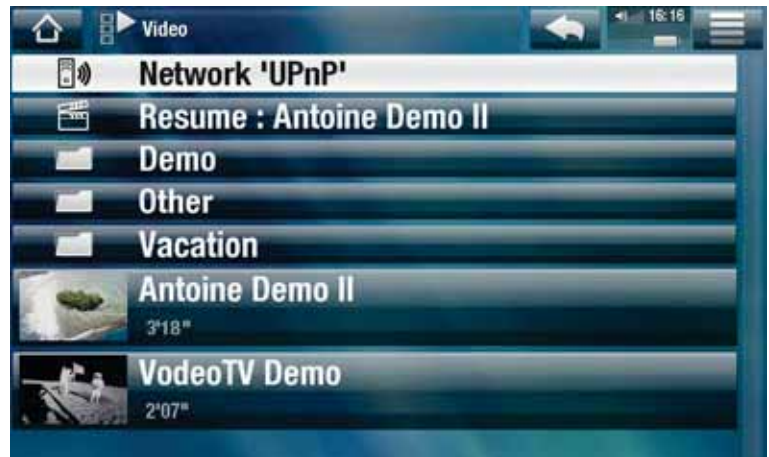 Video
16:16
Network 'UPnP'
Resume : Antoine Demo II
Demo
Other
Vacation
Antoine Demo II
3'18"
VodeoTV Demo
2'07"